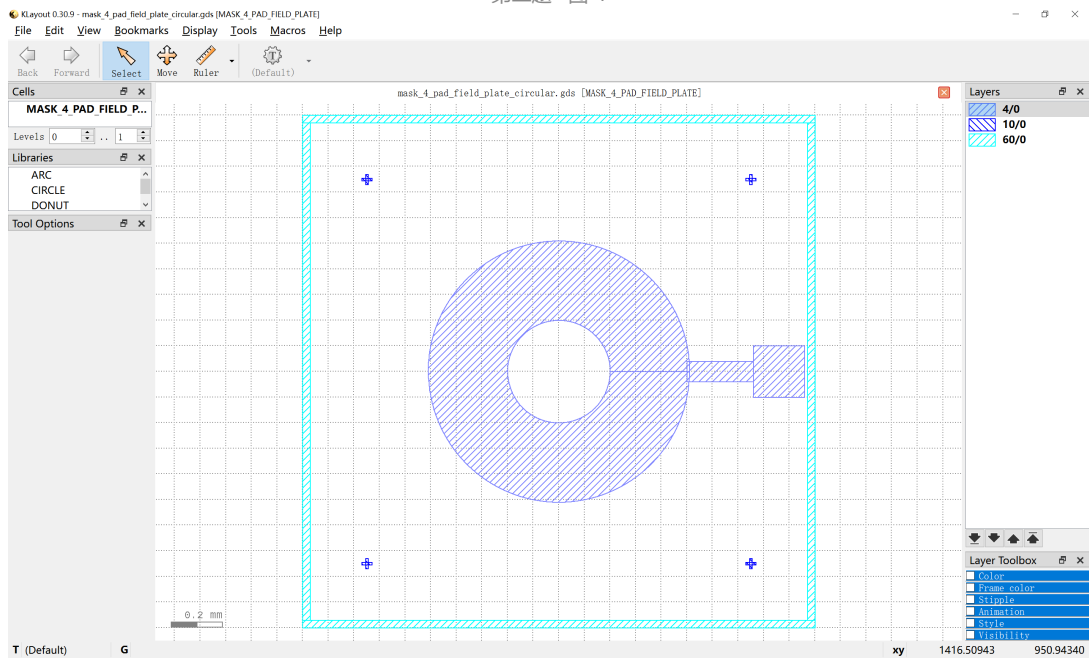 KLayout 0.30.9 - mask_4_pad_field_plate_circular.gds [MASK_4_PAD_FIELD_PLATE]
File Edit View Bookmarks Display Tools Macros Help
Back Forward Select Move Ruler (Default)
Cells
MASK_4_PAD_FIELD_P...
Levels 0 .. 1
Libraries
ARC
CIRCLE
DONUT
Tool Options
mask_4_pad_field_plate_circular.gds [MASK_4_PAD_FIELD_PLATE]
0.2 mm
Layers
4/0
10/0
60/0
Layer Toolbox
Color
Frame color
Stipple
Animation
Style
Visibility
T (Default) G xy 1416.50943 950.94340